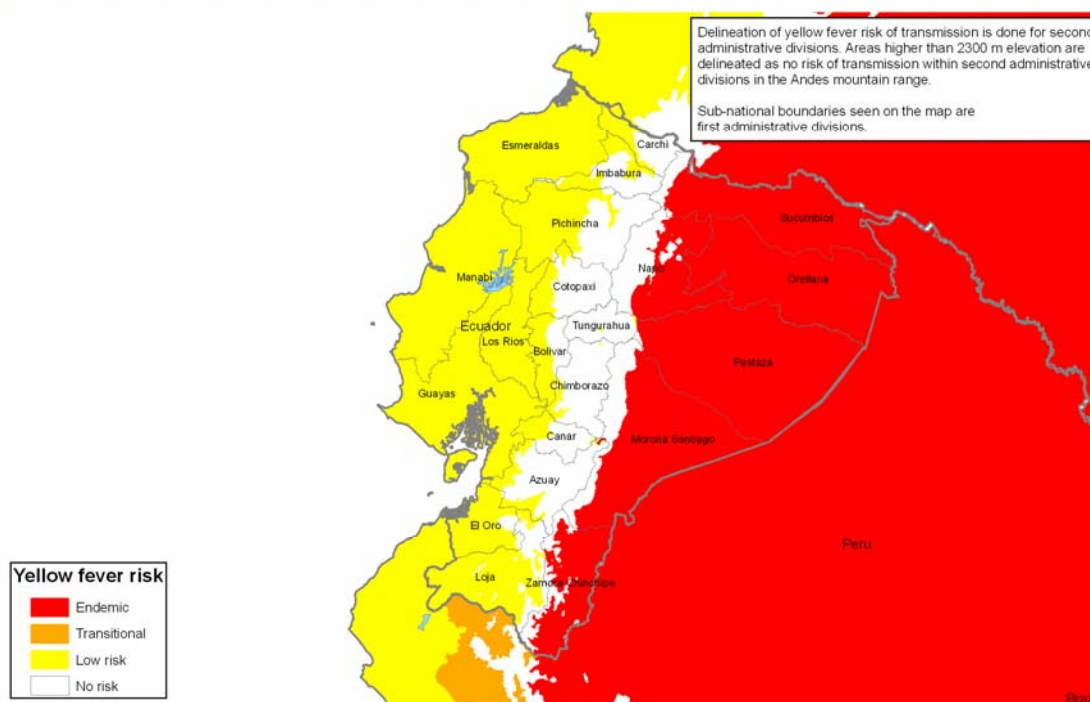 Delineation of yellow fever risk of transmission is done for second
administrative divisions. Areas higher than 2300 m elevation are
delineated as no risk of transmission within second administrative
divisions in the Andes mountain range.
Sub-national boundaries seen on the map are
first administrative divisions.
Carchi
Esmeraldas
Imbabura
Sucumbios
Pichincha
Napo
Orellana
Manabi
Cotopaxi
Ecuador
Tungurahua
Los Rios
Bolivar
Pastaza
Chimborazo
Guayas
Canar
Morona Santiago
Azuay
El Oro
Peru
Loja
Zamora Chinchipe
Yellow fever risk
Endemic
Transitional
Low risk
No risk